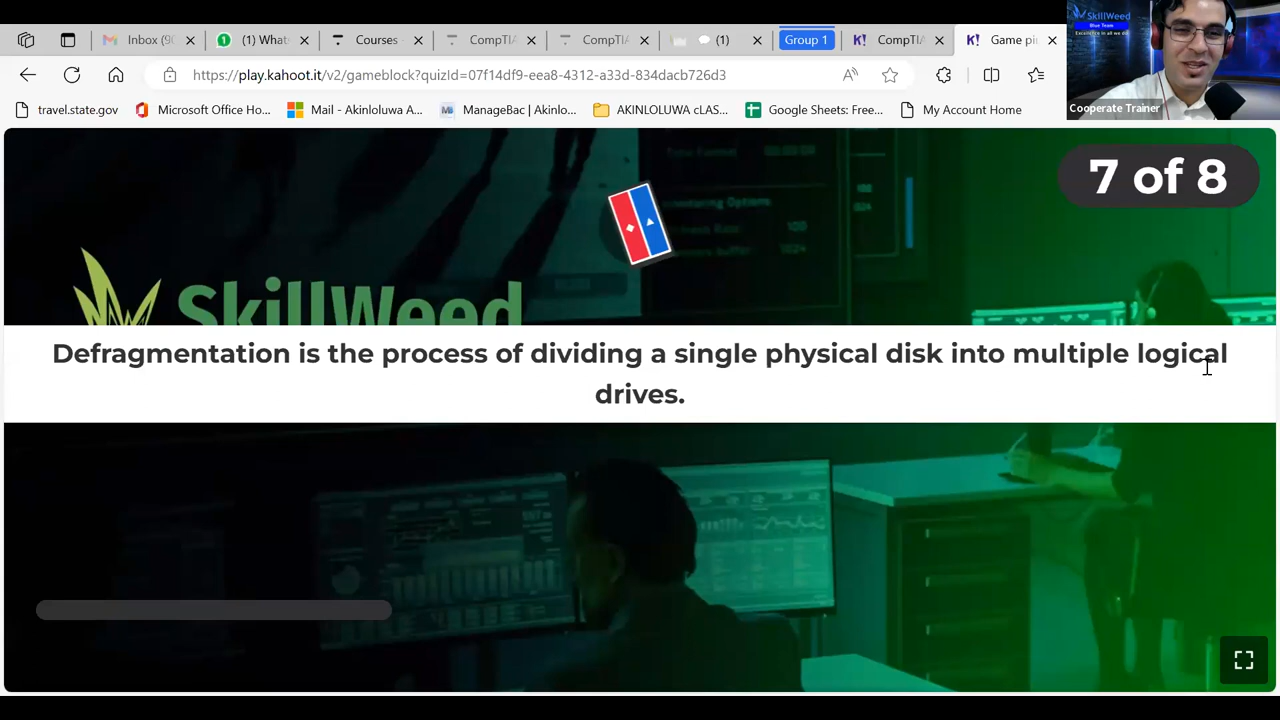 Inbox (9(
(1) What:
Courses
CompTIA
CompTIA
(1)
Group 1
K! CompTIA
K! Game pi
https://play.kahoot.it/v2/gameblock?quizId=07f14df9-eea8-4312-a33d-834dacb726d3
travel.state.gov
Microsoft Office Ho...
Mail - Akinloluwa A...
ManageBac | Akinlo...
AKINLOLUWA cLAS...
Google Sheets Free...
My Account Home
SkillWeed
Blue Team
Cooperate Trainer
7 of 8
SkillWeed
Defragmentation is the process of dividing a single physical disk into multiple logical
drives.